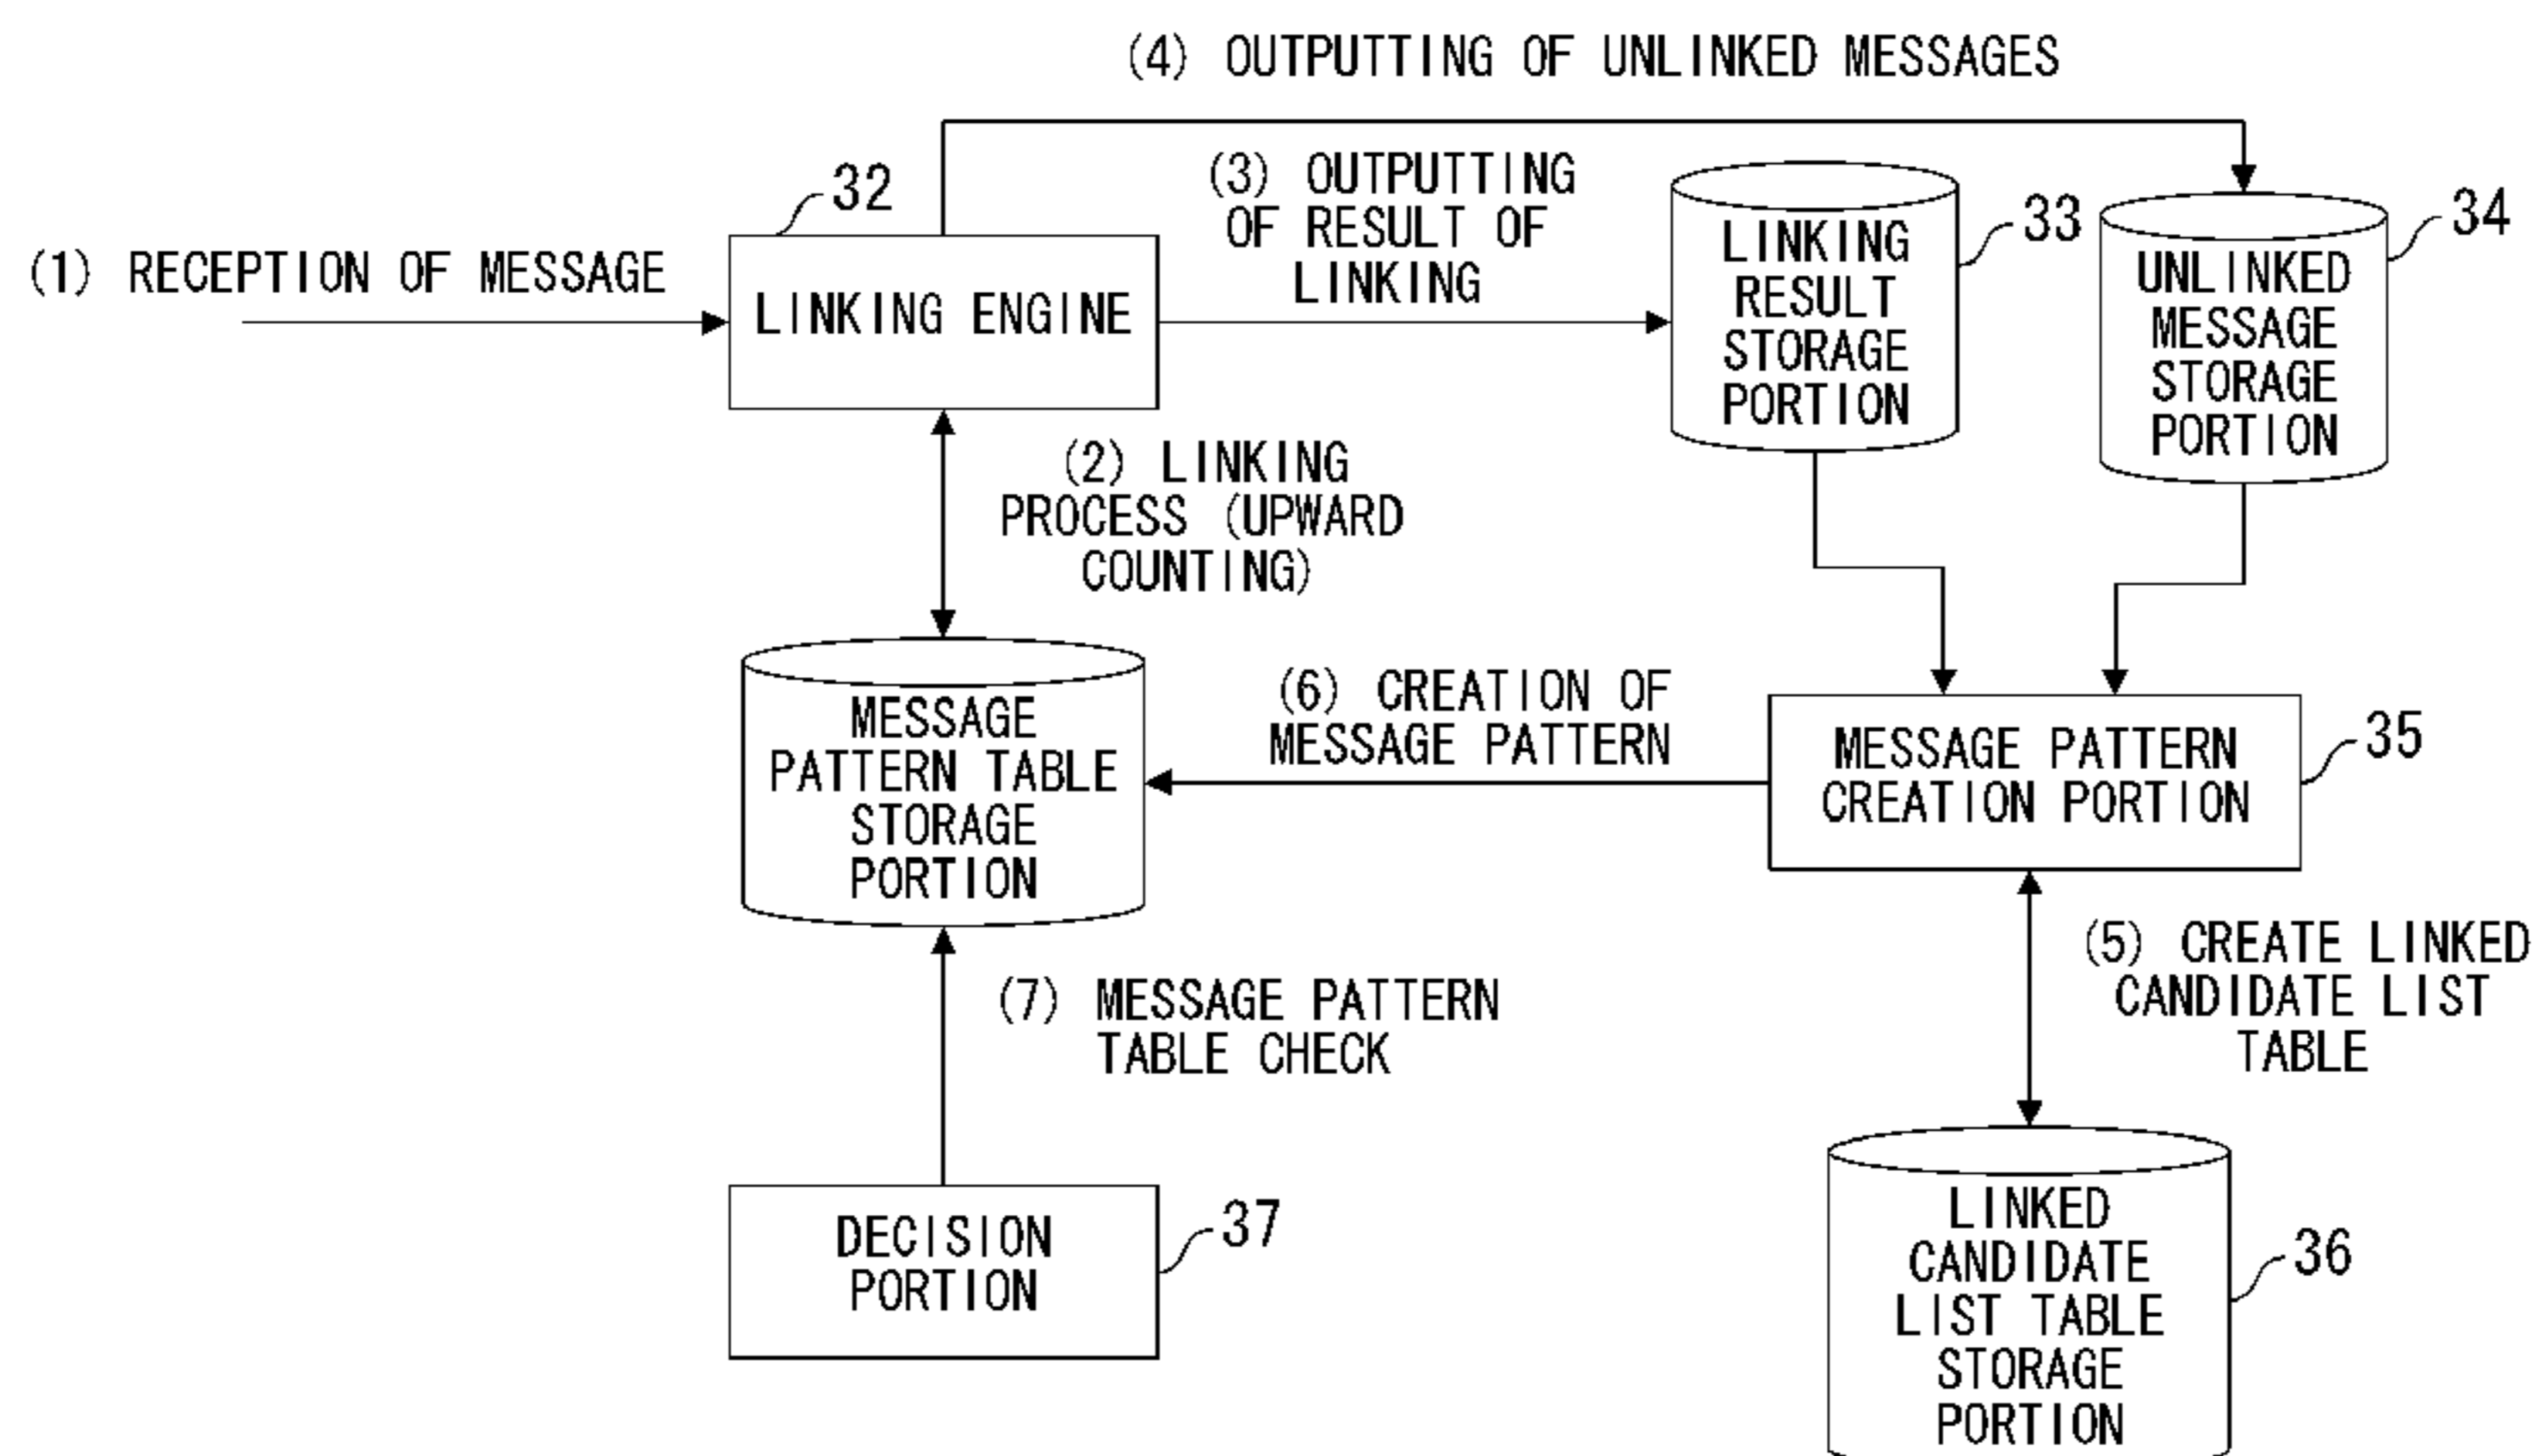 (4) OUTPUTTING OF UNLINKED MESSAGES
32
(3) OUTPUTTING
OF RESULT OF
LINKING
(1) RECEPTION OF MESSAGE
LINKING ENGINE
LINKING
RESULT
STORAGE
PORTION
33
UNLINKED
MESSAGE
STORAGE
PORTION
34
(2) LINKING
PROCESS (UPWARD
COUNTING)
MESSAGE
PATTERN TABLE
STORAGE
PORTION
(6) CREATION OF
MESSAGE PATTERN
MESSAGE PATTERN
CREATION PORTION
35
(7) MESSAGE PATTERN
TABLE CHECK
(5) CREATE LINKED
CANDIDATE LIST
TABLE
DECISION
PORTION
37
LINKED
CANDIDATE
LIST TABLE
STORAGE
PORTION
36